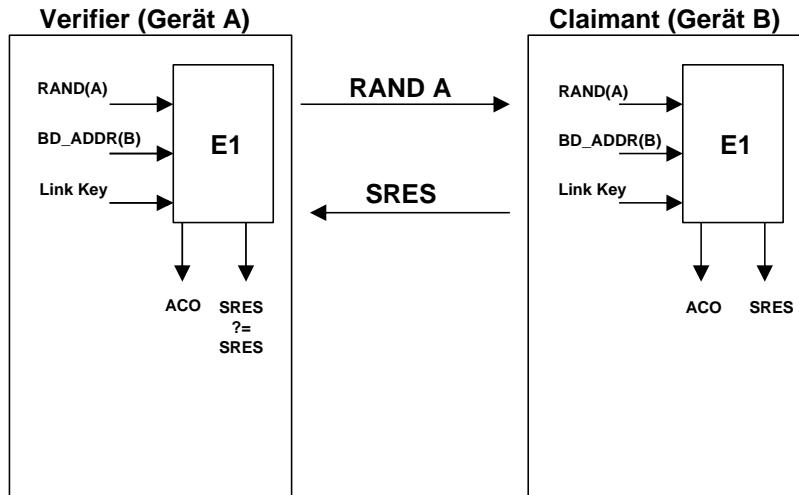 Verifier (Gerät A)
RAND(A)
BD_ADDR(B)
Link Key
E1
ACO
SRES
?=
SRES
RAND A
SRES
Claimant (Gerät B)
RAND(A)
BD_ADDR(B)
Link Key
E1
ACO
SRES